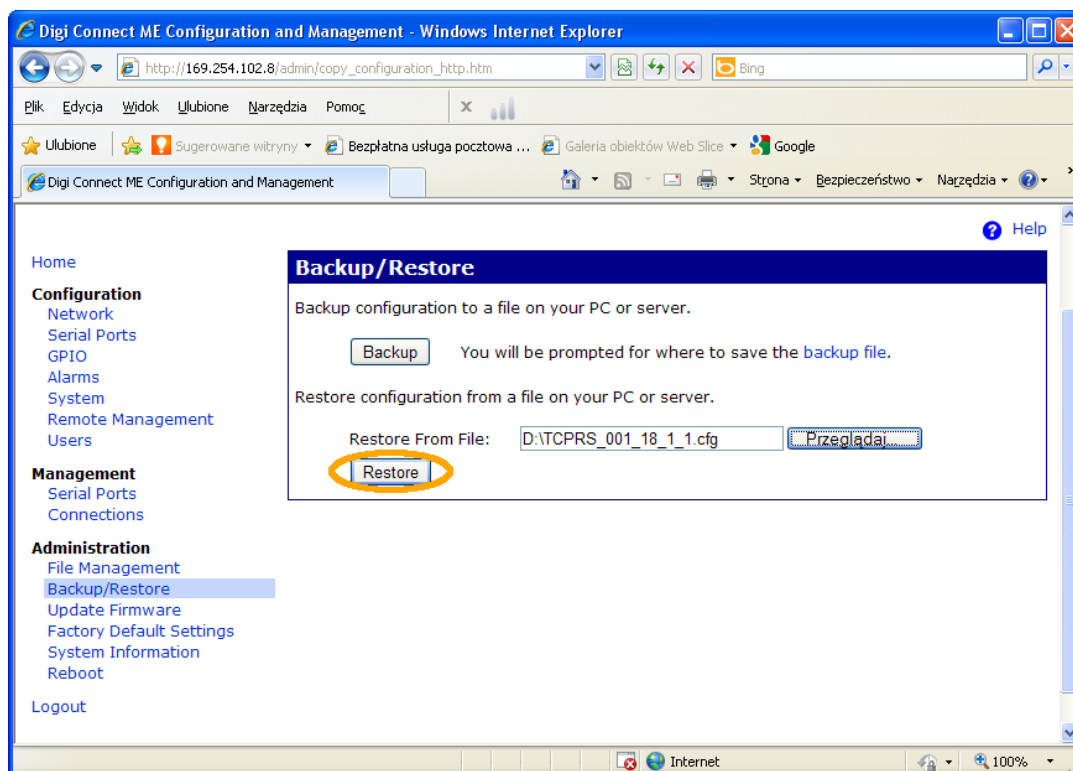 Digi Connect ME Configuration and Management - Windows Internet Explorer
http://169.254.102.8/admin/copy_configuration_http.htm
Bing
Plik Edycja Widok Ulubione Narzędzia Pomoc
Ulubione Sugerowane witryny Bezpłatna usługa pocztowa ... Galeria obiektów Web Slice Google
Digi Connect ME Configuration and Management
Strona Bezpieczeństwo Narzędzia
Help
Home
Configuration
Network
Serial Ports
GPIO
Alarms
System
Remote Management
Users
Management
Serial Ports
Connections
Administration
File Management
Backup/Restore
Update Firmware
Factory Default Settings
System Information
Reboot
Logout
Backup/Restore
Backup configuration to a file on your PC or server.
Backup You will be prompted for where to save the backup file.
Restore configuration from a file on your PC or server.
Restore From File: D:\TCPRS_001_18_1_1.cfg Przeglądaj...
Restore
Internet
100%